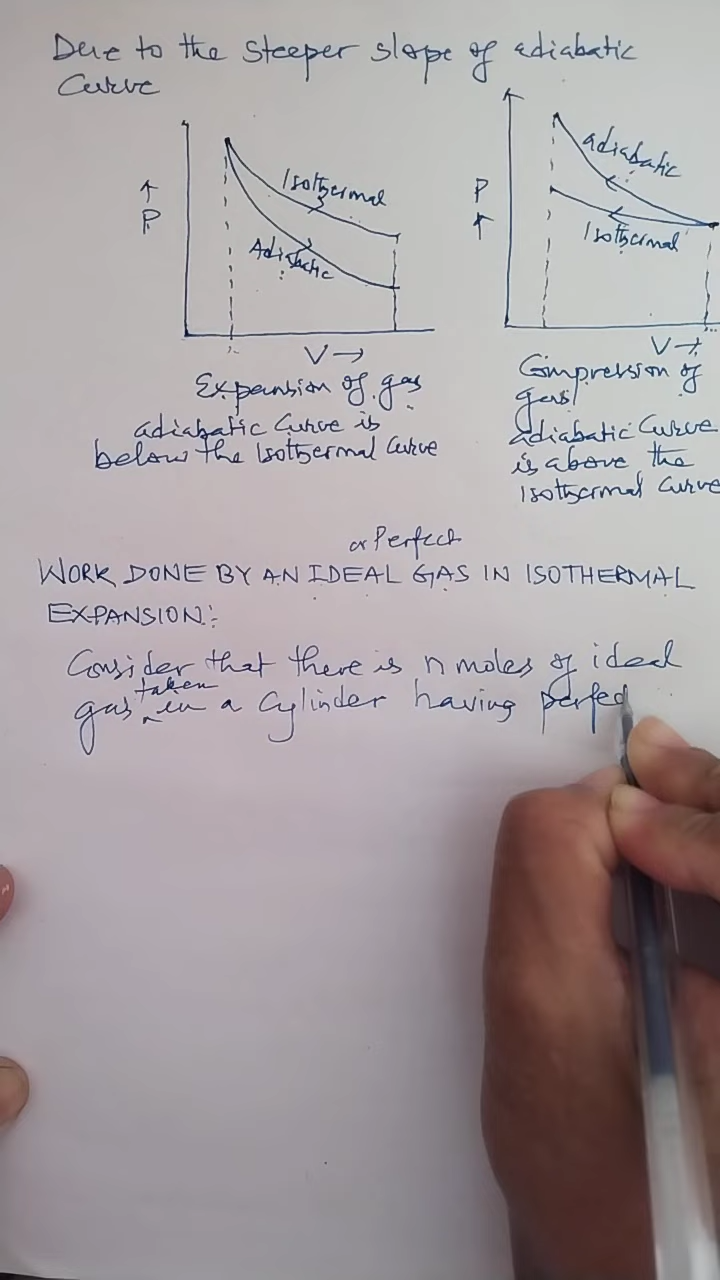 Due to the steeper slope of adiabatic
Curve
↑
P
Isothermal
Adiabatic
V →
Expansion of gas
adiabatic Curve is
below the Isothermal Curve
P
↑
adiabatic
Isothermal
V →
Compression of
gas
adiabatic Curve
is above the
Isothermal Curve
or Perfect
WORK DONE BY AN IDEAL GAS IN ISOTHERMAL
EXPANSION:
Consider that there is n moles of ideal
taken
gas in a Cylinder having perfec